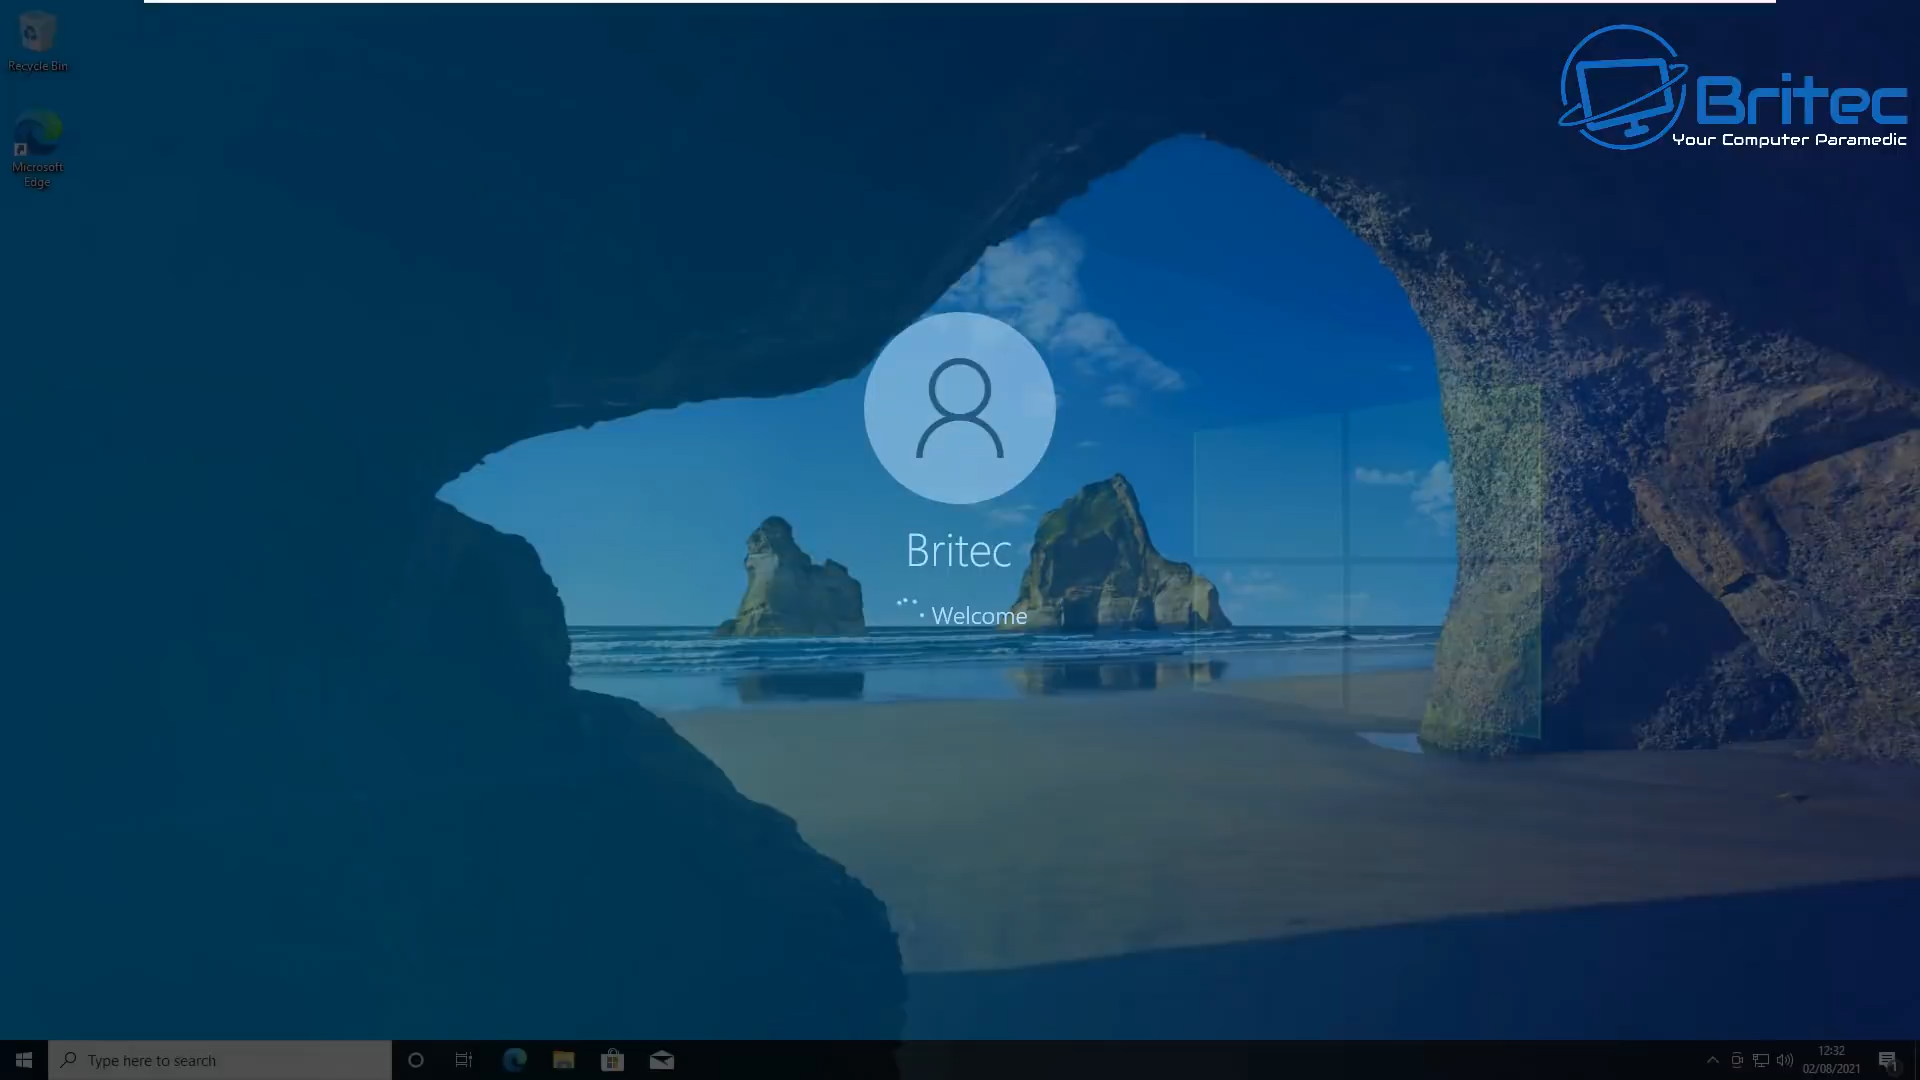 Recycle Bin
Microsoft
Edge
Britec
Your Computer Paramedic
Britec
Welcome
Type here to search
12:32
02/08/2021
1